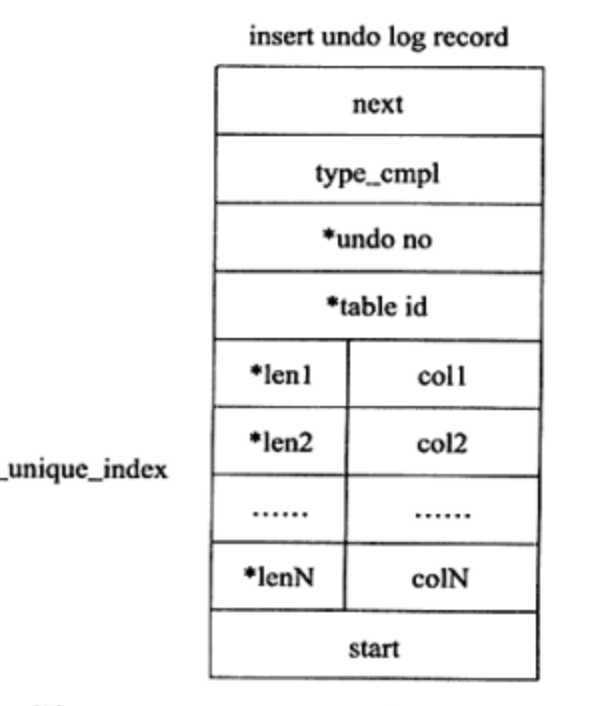 insert undo log record
next
type_cmpl
*undo no
*table id
*len1 col1
*len2 col2
_unique_index
...... ......
*lenN colN
start